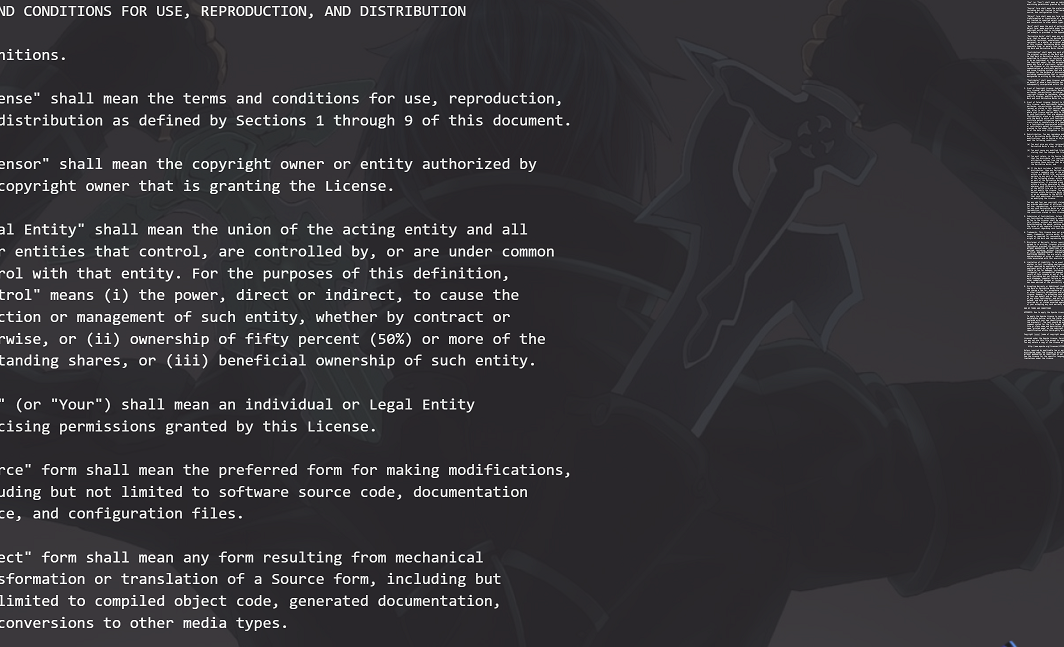 ND CONDITIONS FOR USE, REPRODUCTION, AND DISTRIBUTION
nitions.
ense" shall mean the terms and conditions for use, reproduction,
distribution as defined by Sections 1 through 9 of this document.
ensor" shall mean the copyright owner or entity authorized by
copyright owner that is granting the License.
al Entity" shall mean the union of the acting entity and all
r entities that control, are controlled by, or are under common
rol with that entity. For the purposes of this definition,
trol" means (i) the power, direct or indirect, to cause the
ction or management of such entity, whether by contract or
rwise, or (ii) ownership of fifty percent (50%) or more of the
tanding shares, or (iii) beneficial ownership of such entity.
" (or "Your") shall mean an individual or Legal Entity
cising permissions granted by this License.
rce" form shall mean the preferred form for making modifications,
uding but not limited to software source code, documentation
ce, and configuration files.
ect" form shall mean any form resulting from mechanical
sformation or translation of a Source form, including but
limited to compiled object code, generated documentation,
conversions to other media types.